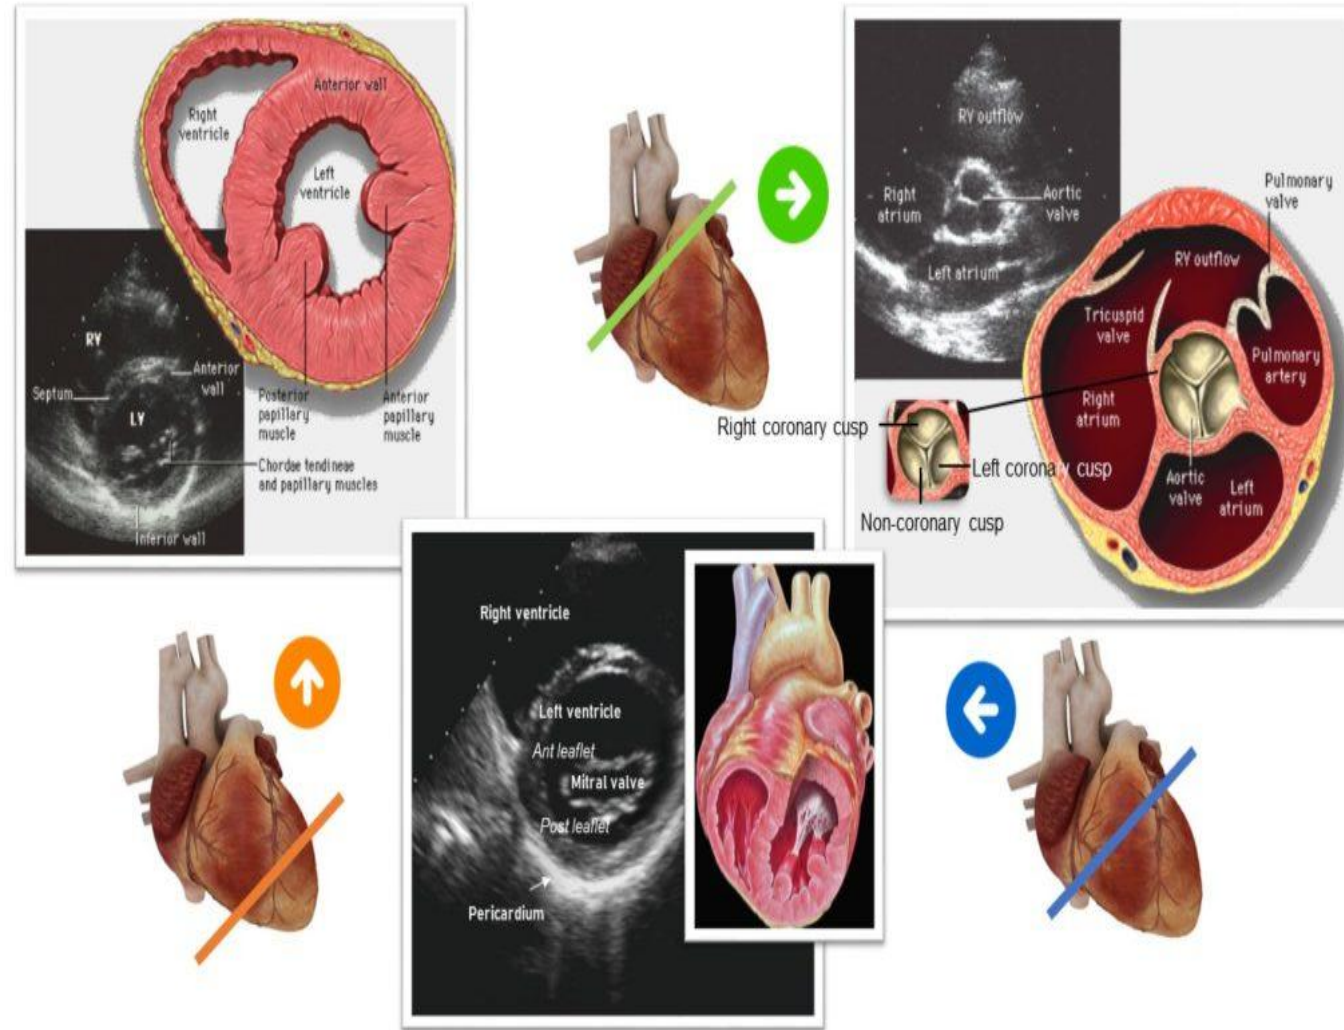 Anterior wall
Right
ventricle
Left
ventricle
RV
Anterior
wall
Septum
LV
Posterior
papillary
muscle
Anterior
papillary
muscle
Chordae tendineae
and papillary muscles
Inferior wall
RV outflow
Right
atrium
Aortic
valve
Left atrium
Pulmonary
valve
RV outflow
Tricuspid
valve
Pulmonary
artery
Right
atrium
Aortic
valve
Left
atrium
Right coronary cusp
Left coronary cusp
Non-coronary cusp
Right ventricle
Left ventricle
Ant leaflet
Mitral valve
Post leaflet
Pericardium